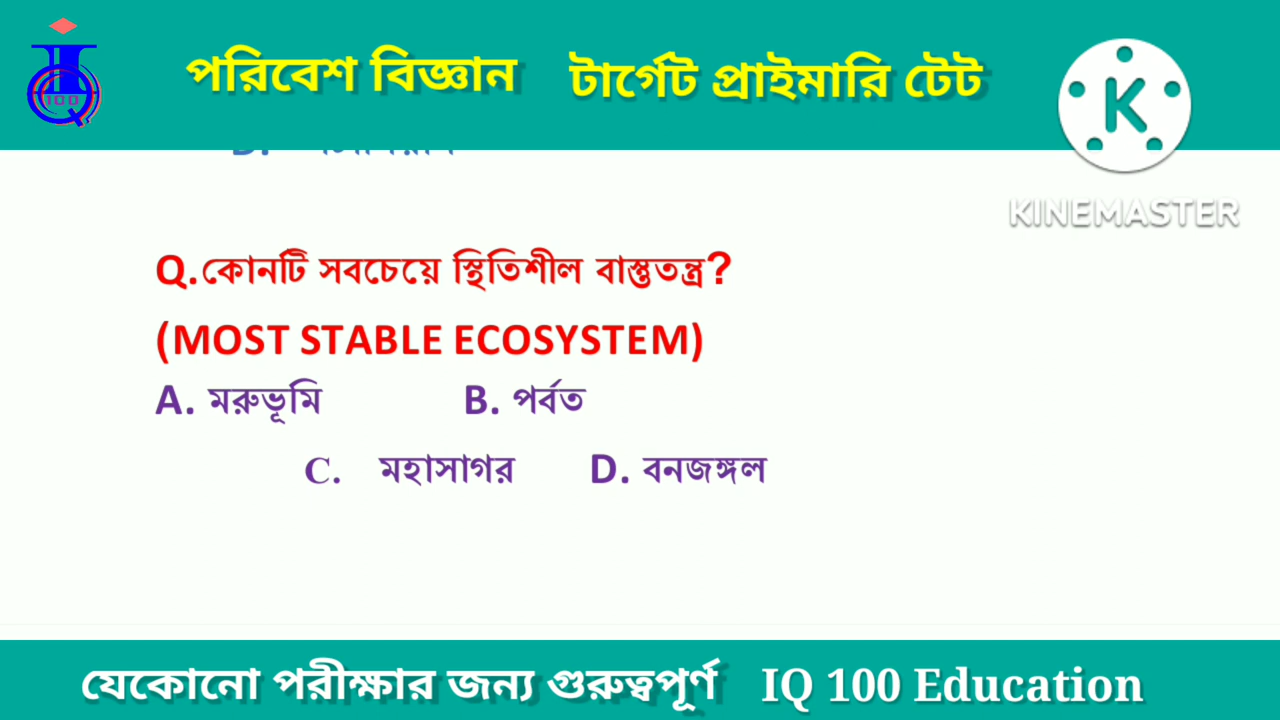 পরিবেশ বিজ্ঞান টার্গেট প্রাইমারি টেট
100
K
KINEMASTER
Q.কোনটি সবচেয়ে স্থিতিশীল বাস্তুতন্ত্র?
(MOST STABLE ECOSYSTEM)
A. মরুভূমি B. পর্বত
C. মহাসাগর D. বনজঙ্গল
যেকোনো পরীক্ষার জন্য গুরুত্বপূর্ণ IQ 100 Education